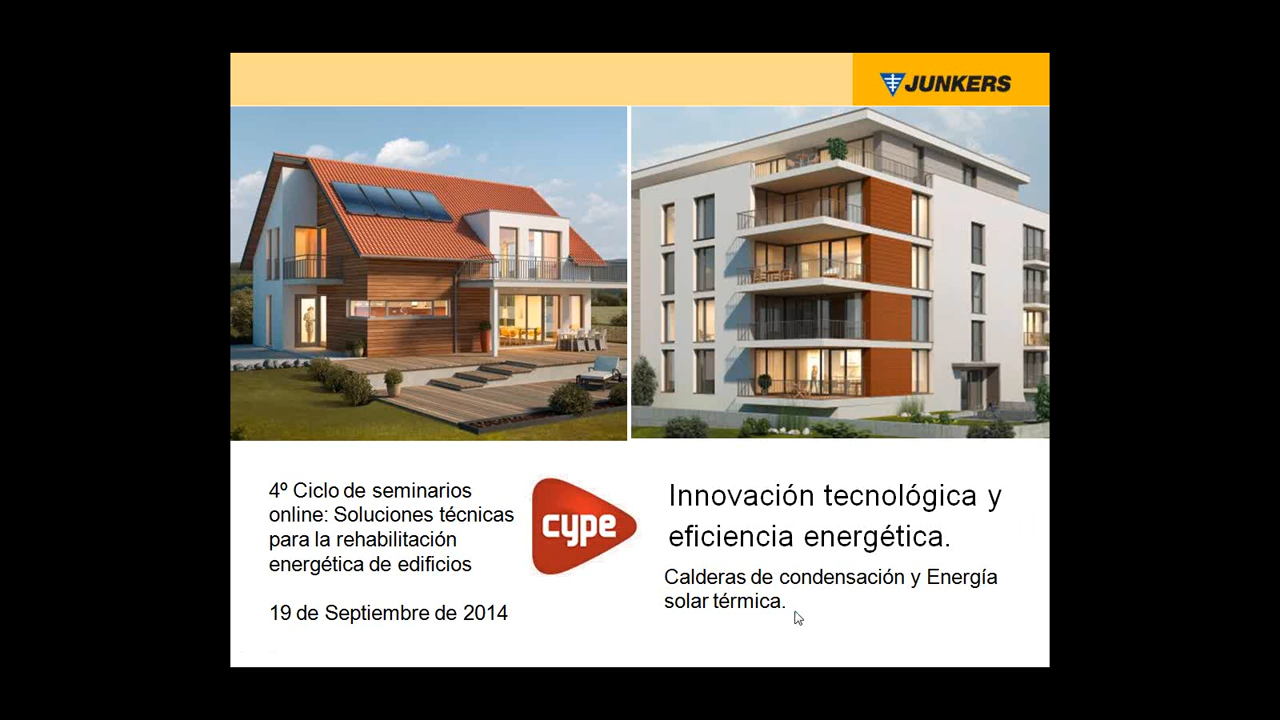 JUNKERS
4º Ciclo de seminarios
online: Soluciones técnicas
para la rehabilitación
energética de edificios
19 de Septiembre de 2014
cype
Innovación tecnológica y
eficiencia energética.
Calderas de condensación y Energía
solar térmica.